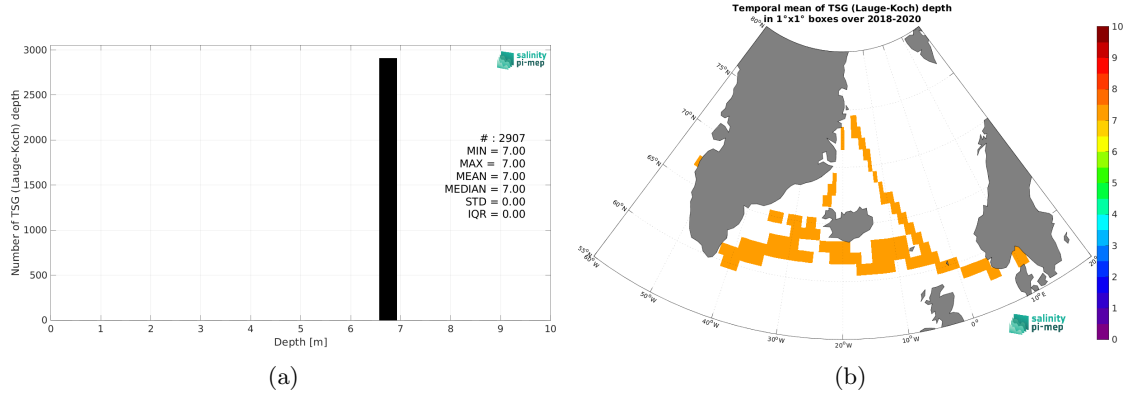 Number of TSG (Lauge-Koch) depth
3000
2500
2000
1500
1000
500
0
0 1 2 3 4 5 6 7 8 9 10
Depth [m]
salinity
pi-mep
# : 2907
MIN = 7.00
MAX = 7.00
MEAN = 7.00
MEDIAN = 7.00
STD = 0.00
IQR = 0.00
(a)
Temporal mean of TSG (Lauge-Koch) depth
in 1°x1° boxes over 2018-2020
80°N
75°N
70°N
65°N
60°N
55°N
60°W
50°W
40°W
30°W
20°W
10°W
0°
10°E
20°
salinity
pi-mep
10
9
8
7
6
5
4
3
2
1
0
(b)